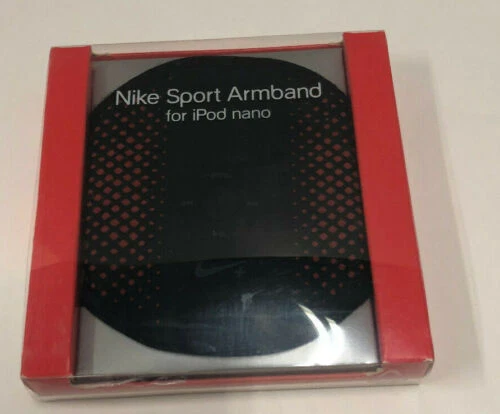 Nike Sport Armband
for iPod nano